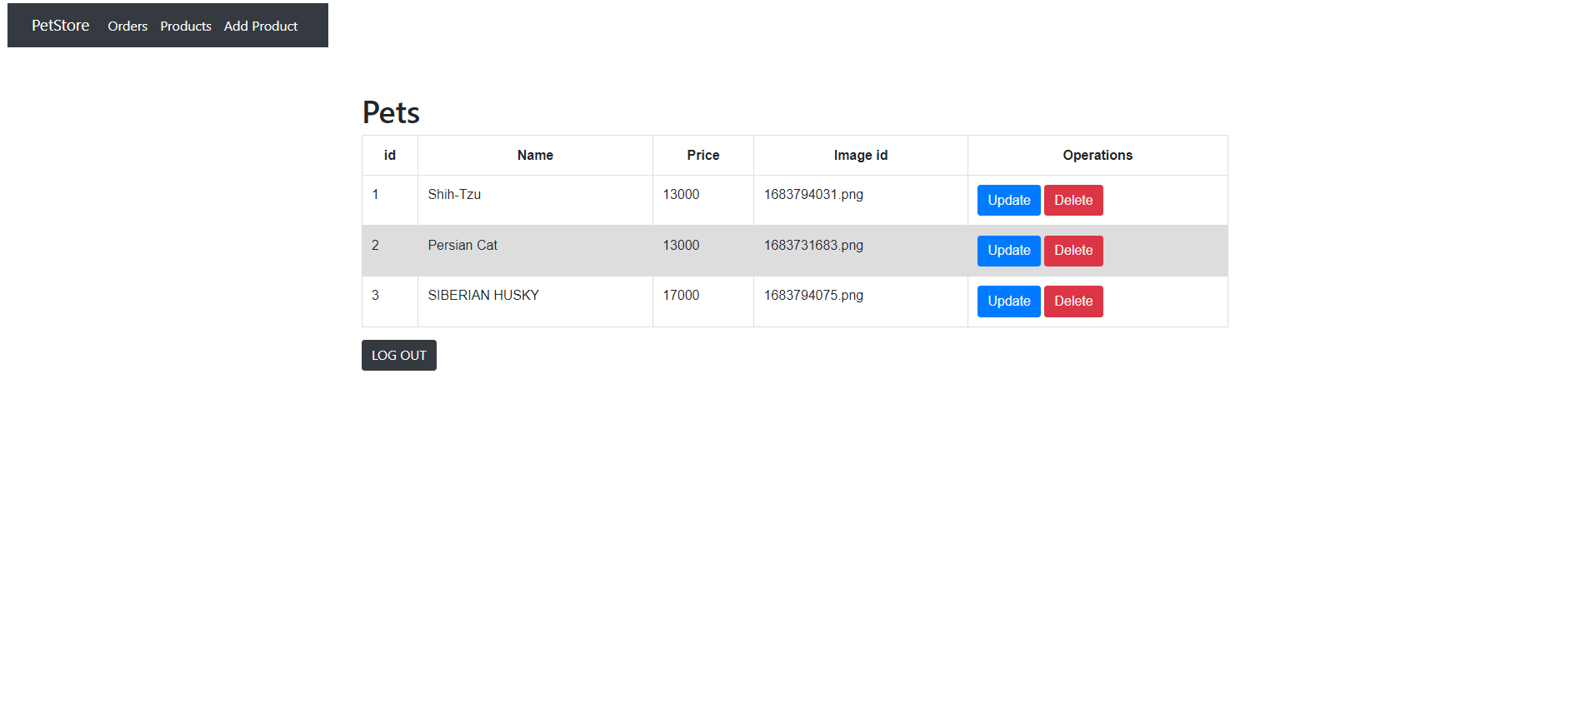 PetStore Orders Products Add Product
Pets
id Name Price Image id Operations
1 Shih-Tzu 13000 1683794031.png Update Delete
2 Persian Cat 13000 1683731683.png Update Delete
3 SIBERIAN HUSKY 17000 1683794075.png Update Delete
LOG OUT